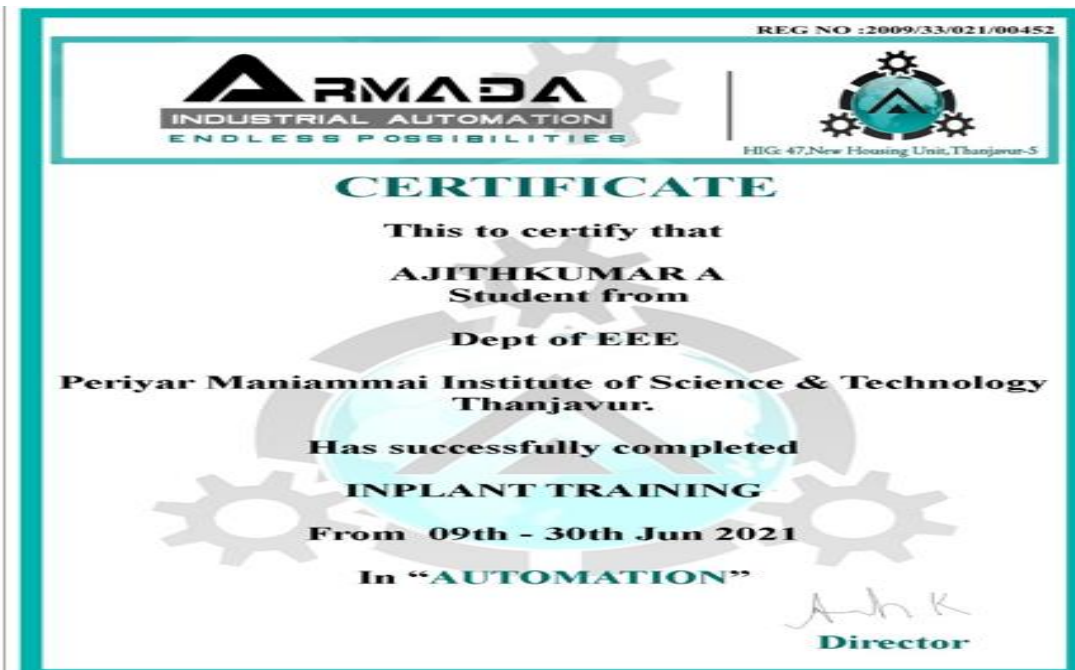 REG NO :2009/33/021/00452
ARMADA
INDUSTRIAL AUTOMATION
ENDLESS POSSIBILITIES
HIG: 47,New Housing Unit,Thanjavur-5
CERTIFICATE
This to certify that
AJITHKUMAR A
Student from
Dept of EEE
Periyar Maniammai Institute of Science & Technology
Thanjavur.
Has successfully completed
INPLANT TRAINING
From 09th - 30th Jun 2021
In “AUTOMATION”
Director